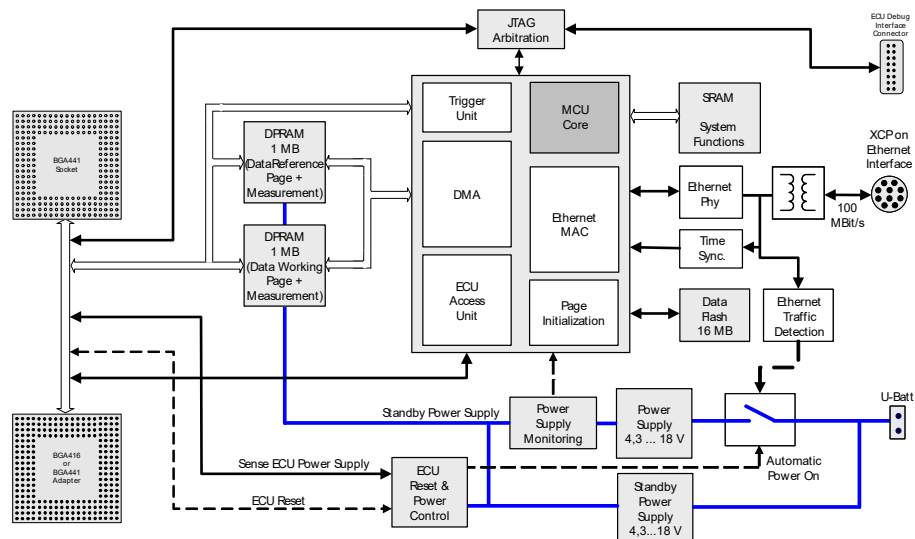 JTAG
Arbitration
ECU Debug
Interface
Connector
Trigger
Unit
MCU
Core
SRAM
System
Functions
BGA441
Socket
DPRAM
1 MB
(DataReference
Page +
Measurement)
DMA
Ethernet
MAC
Ethernet
Phy
XCP on
Ethernet
Interface
100
MBit/s
Time
Sync.
DPRAM
1 MB
(Data Working
Page +
Measurement)
ECU
Access
Unit
Page
Initialization
Data
Flash
16 MB
Ethernet
Traffic
Detection
U-Batt
Standby Power Supply
Power
Supply
Monitoring
Power
Supply
4,3 ... 18 V
BGA416
or
BGA441
Adapter
Sense ECU Power Supply
ECU
Reset &
Power
Control
Automatic
Power On
ECU Reset
Standby
Power
Supply
4,3...18 V